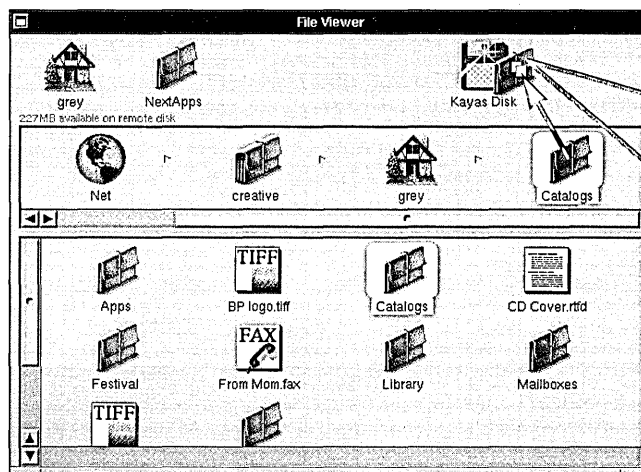 File Viewer
grey NextApps Kayas Disk
227MB available on remote disk
Net creative grey Catalogs
TIFF
Apps BP logo.tiff Catalogs CD Cover.rtfd
FAX
Festival From Mom.fax Library Mailboxes
TIFF